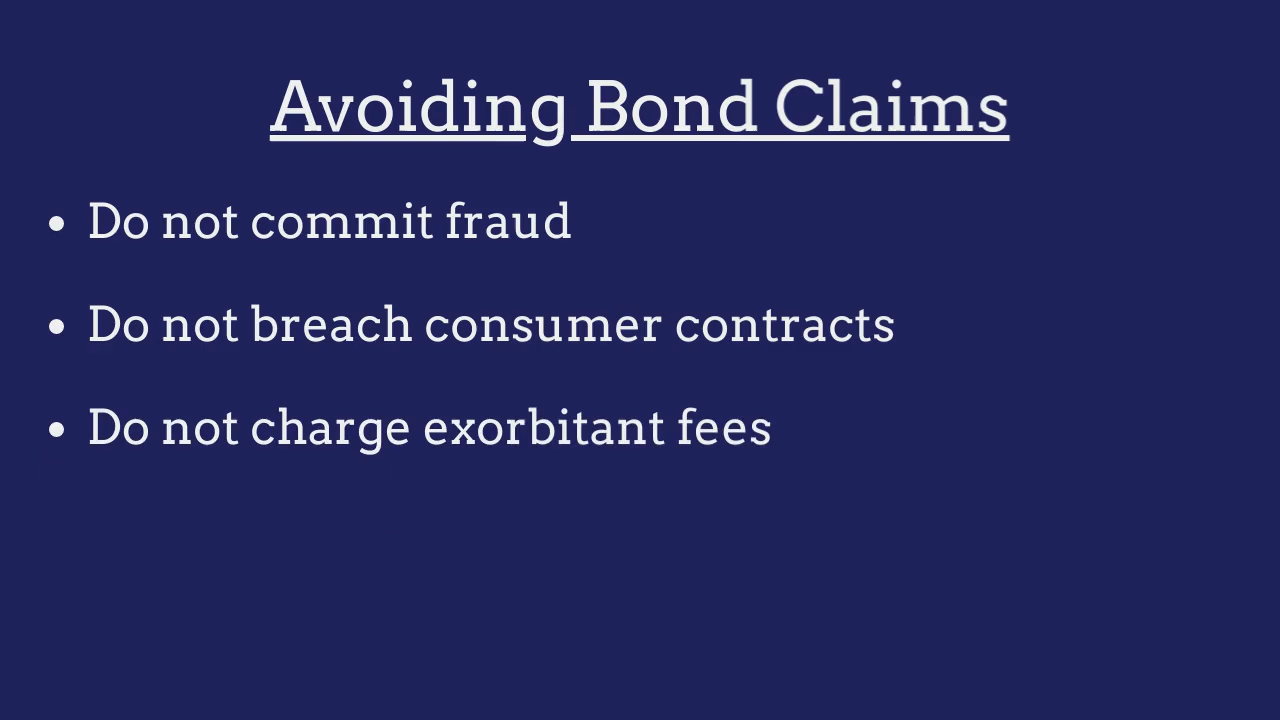 Avoiding Bond Claims
• Do not commit fraud
• Do not breach consumer contracts
• Do not charge exorbitant fees